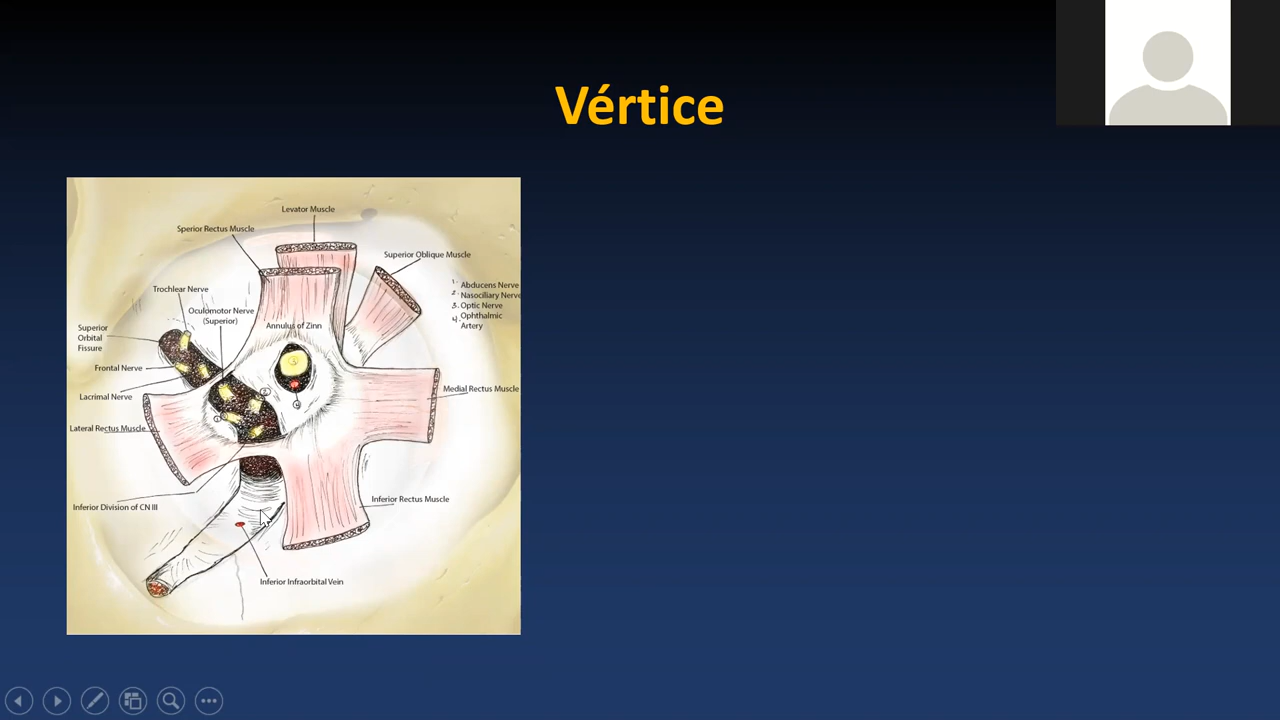 Vértice
Levator Muscle
Sperior Rectus Muscle
Superior Oblique Muscle
Trochlear Nerve
1. Abducens Nerve
2. Nasociliary Nerve
3. Optic Nerve
4. Ophthalmic
Artery
Oculomotor Nerve
(Superior)
Annulus of Zinn
Superior
Orbital
Fissure
Frontal Nerve
Lacrimal Nerve
Medial Rectus Muscle
Lateral Rectus Muscle
Inferior Rectus Muscle
Inferior Division of CN III
Inferior Infraorbital Vein